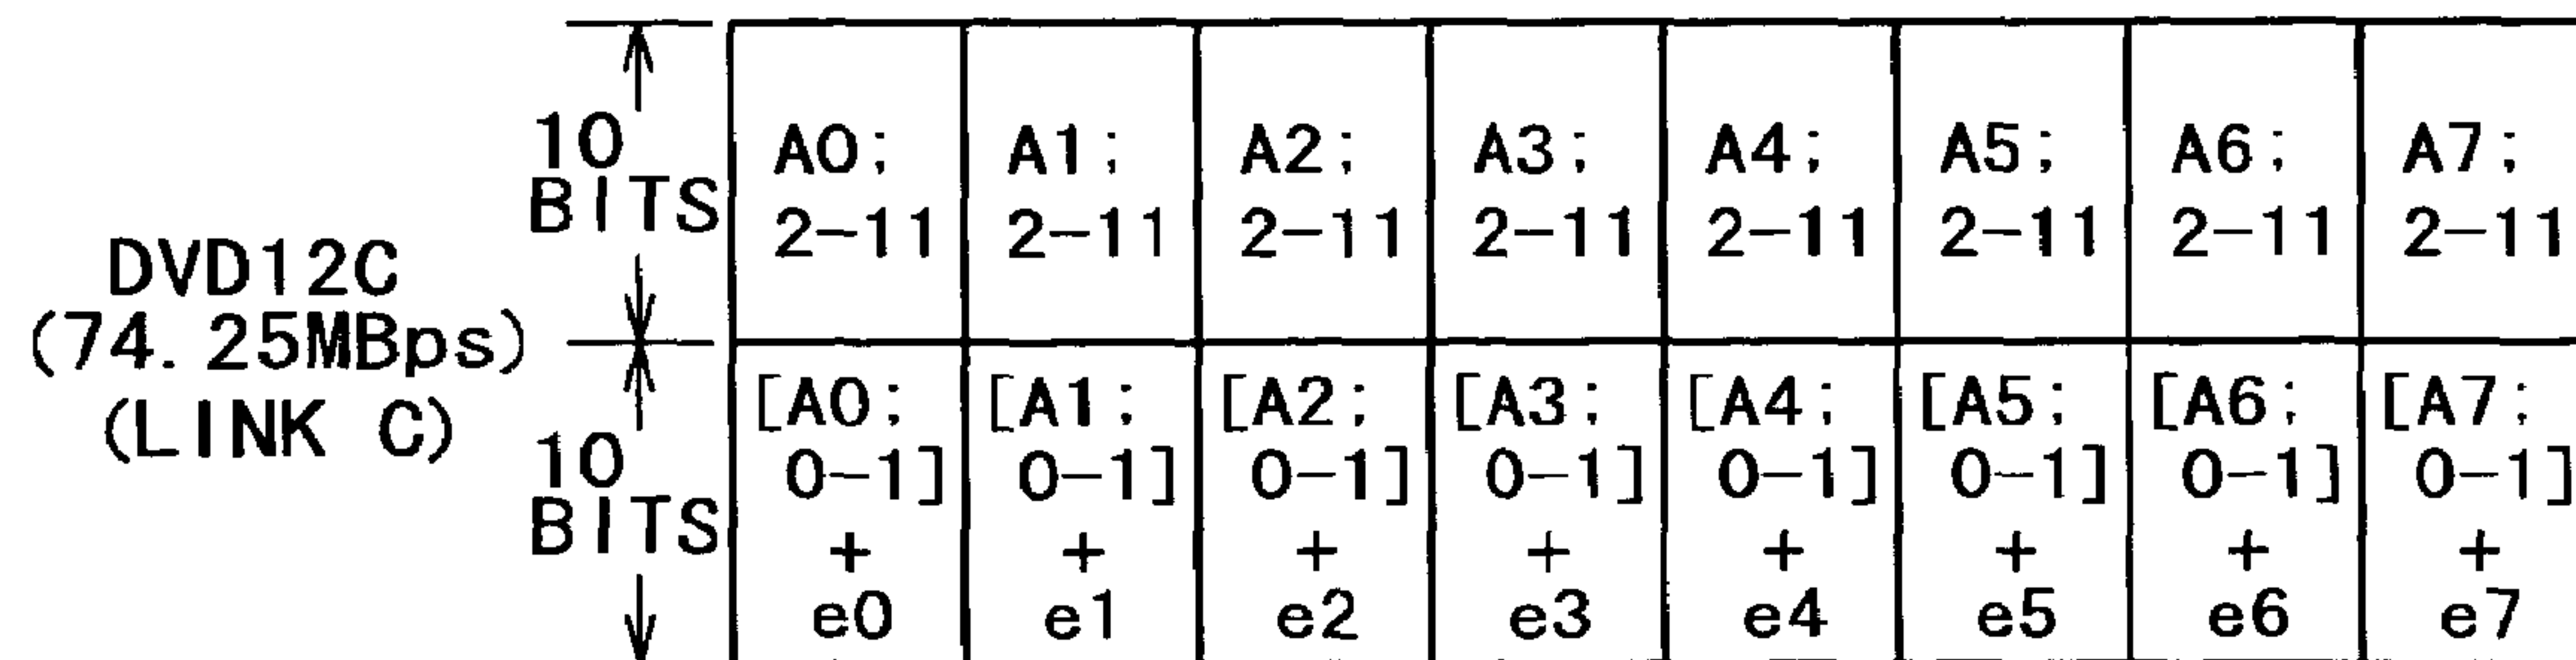 10
BITS
A0; A1; A2; A3; A4; A5; A6; A7;
2-11 2-11 2-11 2-11 2-11 2-11 2-11 2-11
DVD12C
(74.25MBps)
(LINK C)
10
BITS
[A0; [A1; [A2; [A3; [A4; [A5; [A6; [A7;
0-1] 0-1] 0-1] 0-1] 0-1] 0-1] 0-1] 0-1]
+ + + + + + + +
e0 e1 e2 e3 e4 e5 e6 e7